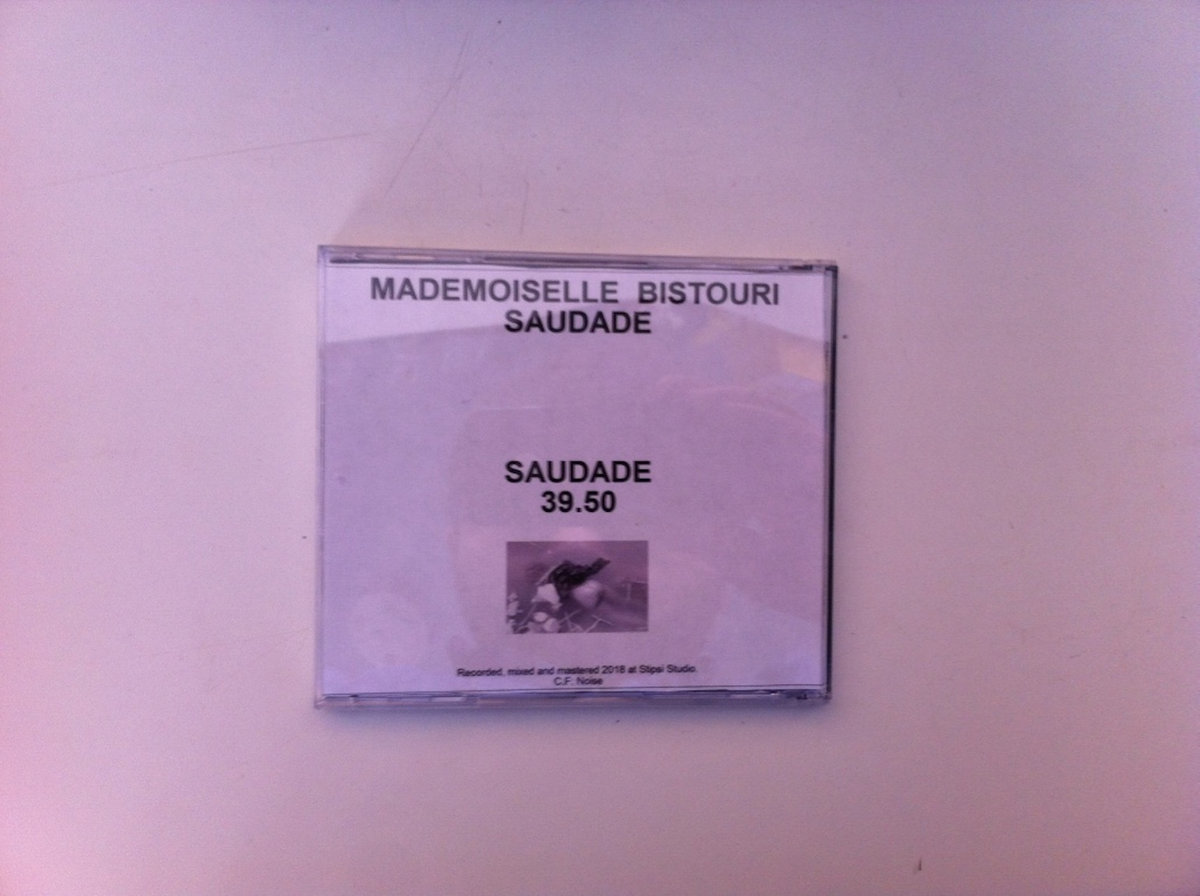 MADEMOISELLE BISTOURI
SAUDADE
SAUDADE
39.50
Recorded, mixed and mastered 2018 at Stipsi Studio.
C.F. Noise